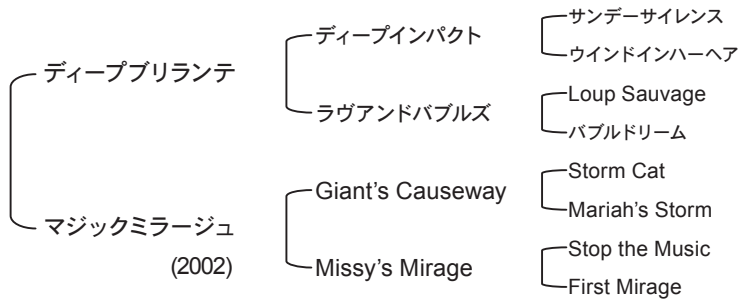 ディープブリランテ
マジックミラージュ
(2002)
ディープインパクト
ラヴアンドバブルズ
Giant's Causeway
Missy's Mirage
サンデーサイレンス
ウインドインハーヘア
Loup Sauvage
バブルドリーム
Storm Cat
Mariah's Storm
Stop the Music
First Mirage